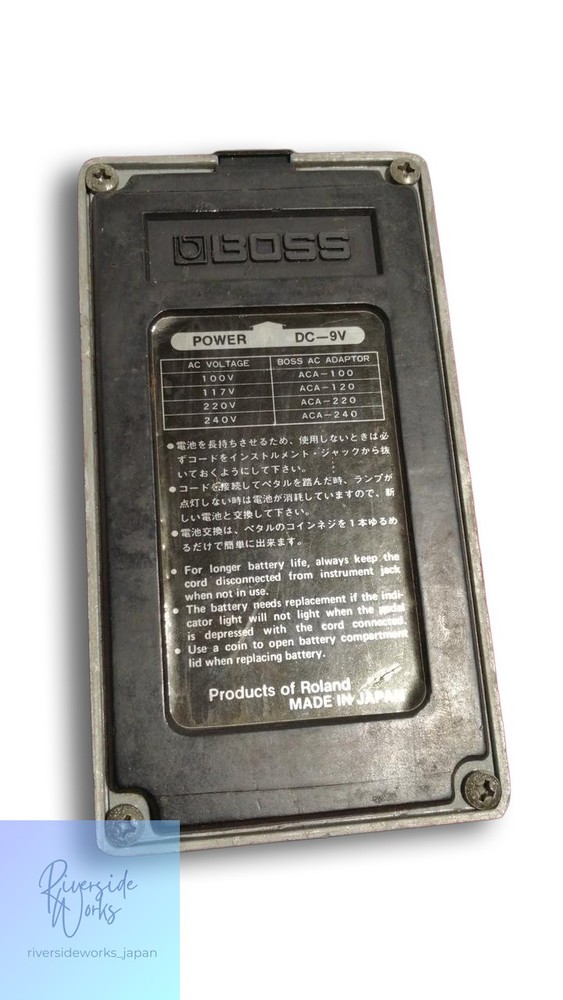 BOSS
POWER DC-9V
AC VOLTAGE BOSS AC ADAPTOR
100V ACA-100
117V ACA-120
220V ACA-220
240V ACA-240
●電池を長持ちさせるため、使用しないときは必
ずコードをインストルメント・ジャックから抜
いておくようにして下さい。
●コードを接続してペタルを踏んだ時、ランプが
点灯しない時は電池が消耗していますので、新
しい電池と交換して下さい。
●電池交換は、ペタルのコインネジを1本ゆるめ
るだけで簡単に出来ます。
● For longer battery life, always keep the
cord disconnected from instrument jack
when not in use.
● The battery needs replacement if the indi-
cator light will not light when the pedal
is depressed with the cord connected.
● Use a coin to open battery compartment
lid when replacing battery.
Products of Roland
MADE IN JAPAN
Riverside
Works
riversideworks_japan